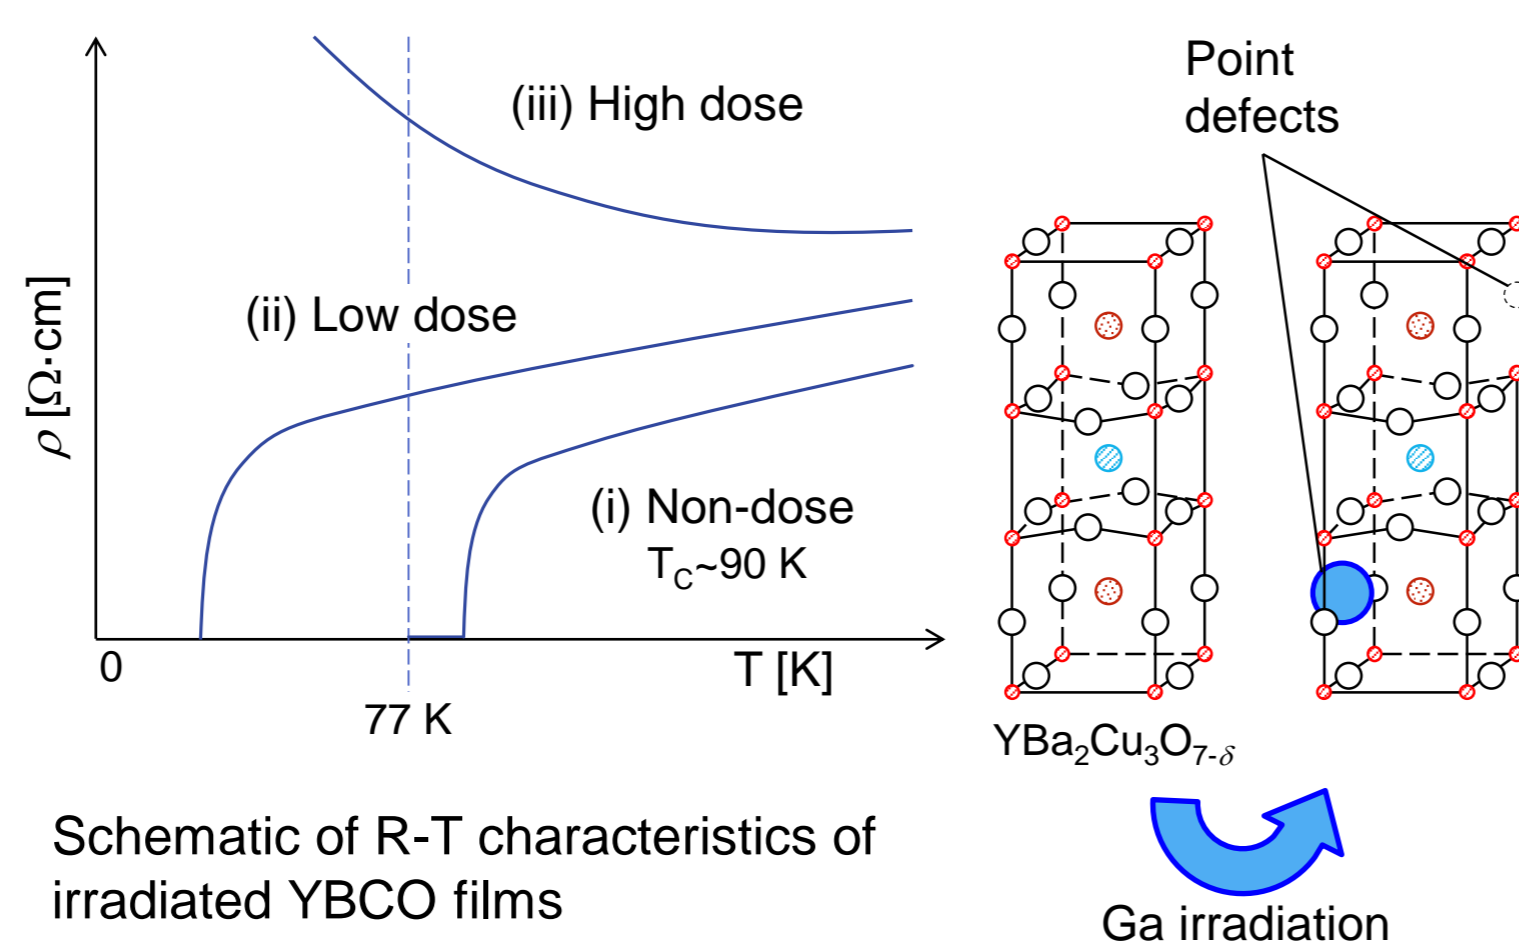 (iii) High dose
(ii) Low dose
(i) Non-dose
T_C~90 K
ρ [Ω·cm]
0
T [K]
77 K
Schematic of R-T characteristics of
irradiated YBCO films
Point
defects
YBa₂Cu₃O₇₋δ
Ga irradiation